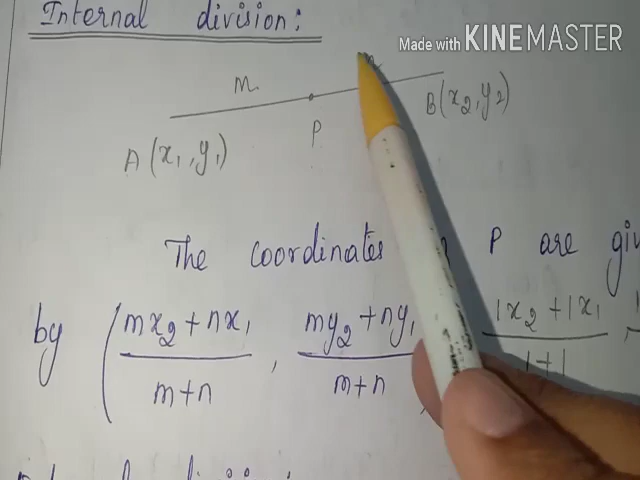 Internal division:
Made with KINEMASTER
m n
A(x₁, y₁) P B(x₂, y₂)
The coordinates P are
by (mx₂ + nx₁ / m+n , my₂ + ny₁ / m+n , 1x₂ + 1x₁ / 1+1 ,